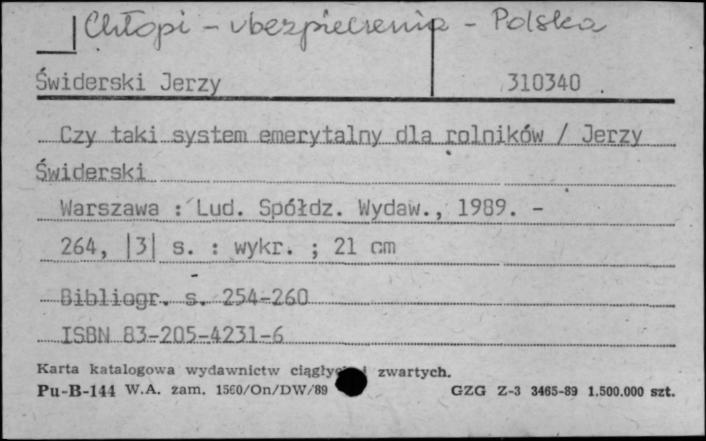 Chłopi - ubezpieczenia - Polska
Świderski Jerzy 310340
Czy taki system emerytalny dla rolników / Jerzy
Świderski
Warszawa : Lud. Spółdz. Wydaw., 1989. -
264, |3| s. : wykr. ; 21 cm
Bibliogr. s. 254-260
ISBN 83-205-4231-6
Karta katalogowa wydawnictw zwartych.
Pu-B-144 W.A. zam. 1560/On/DW/89 GZG Z-3 3465-89 1.500.000 szt.